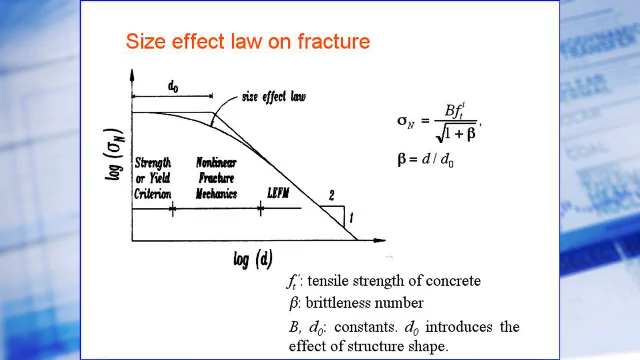 Size effect law on fracture
d₀
size effect law
log (σN)
Strength or Yield Criterion
Nonlinear Fracture Mechanics
LEFM
2
1
log (d)
σN = Bft′ / √(1 + β),
β = d / d₀
ft′: tensile strength of concrete
β: brittleness number
B, d₀: constants. d₀ introduces the
effect of structure shape.